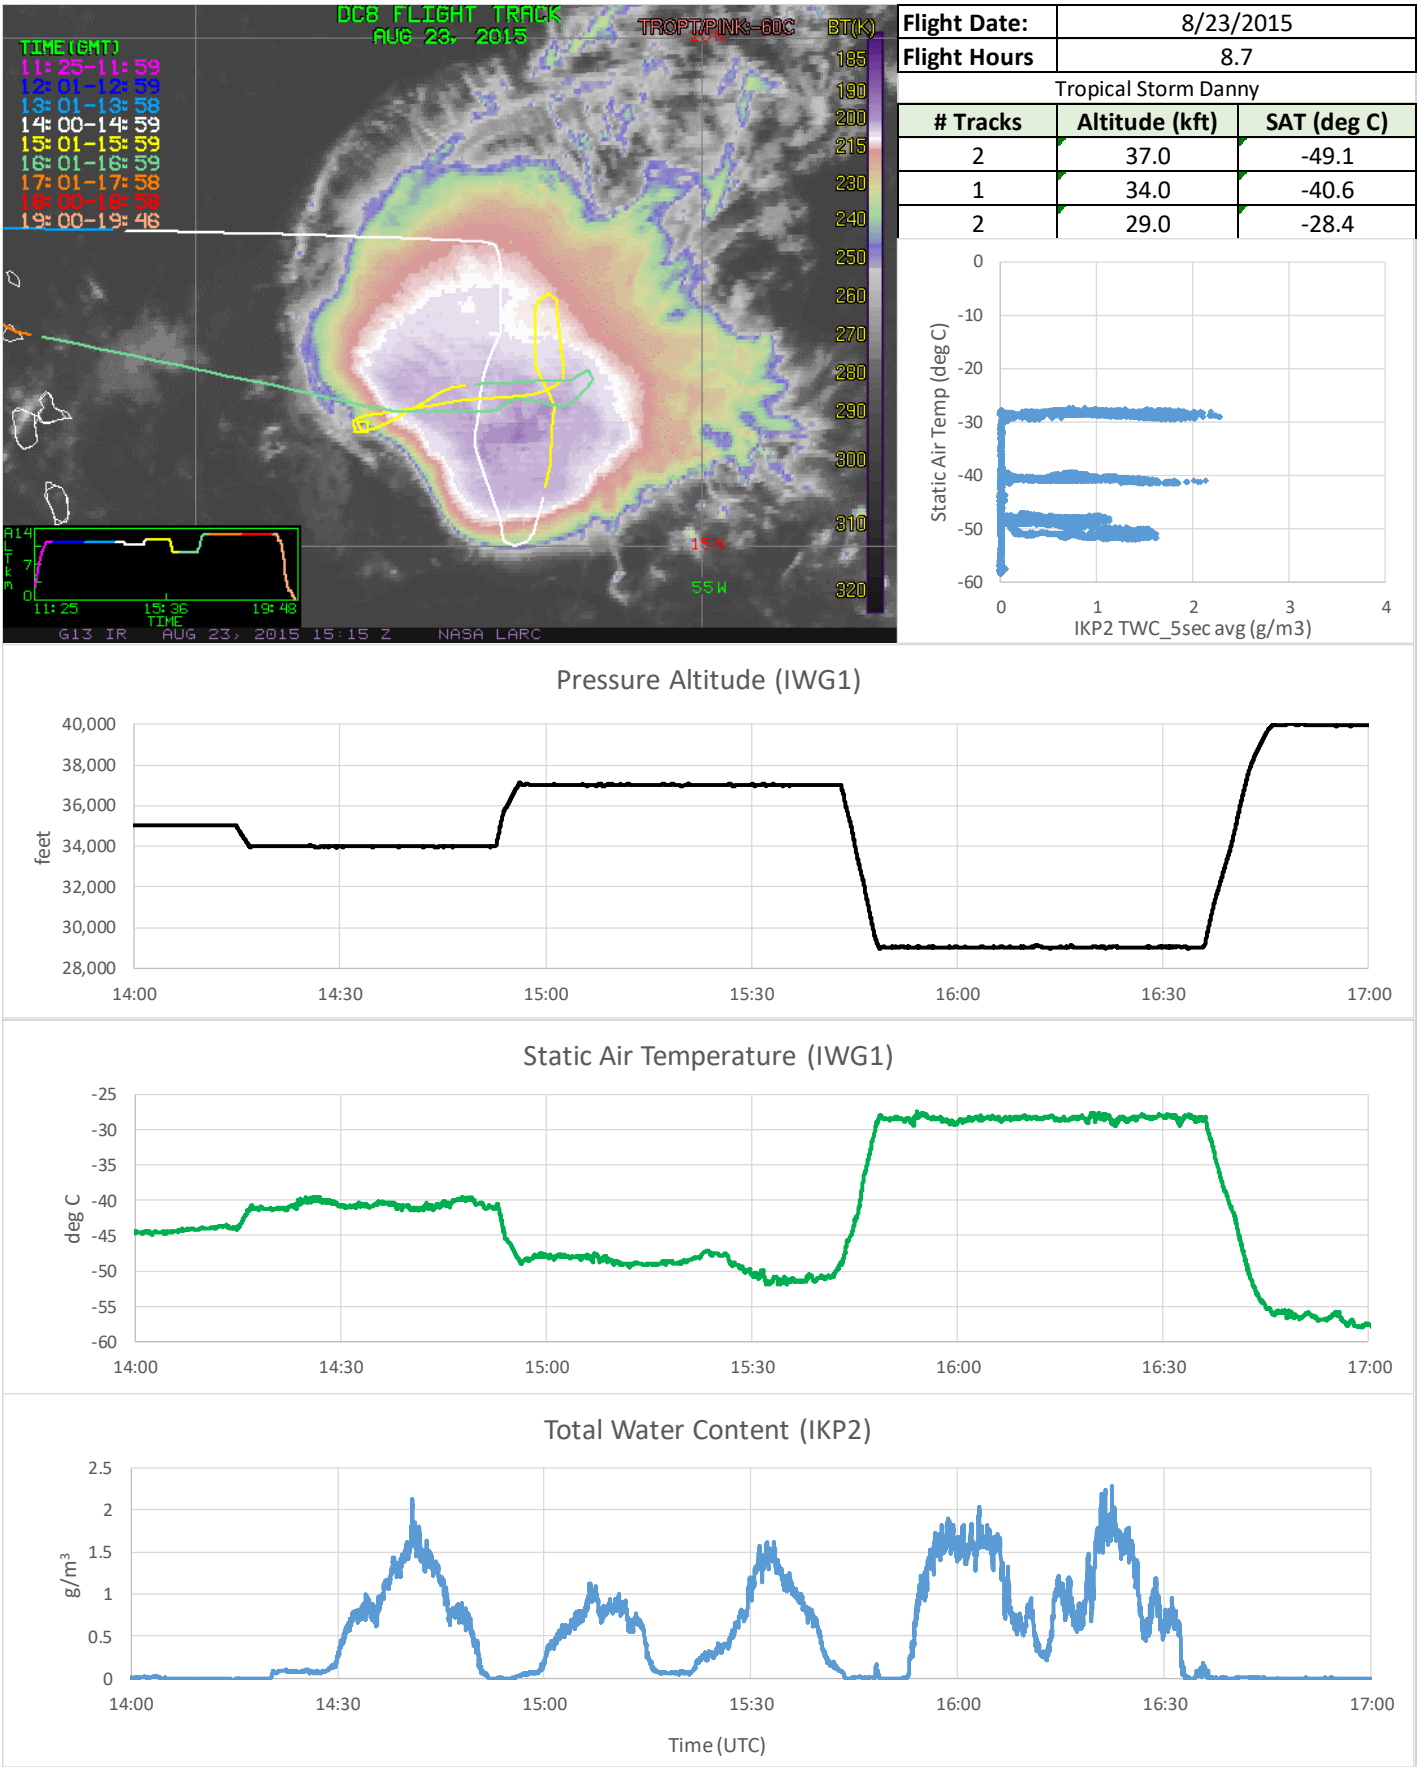 DC8 FLIGHT TRACK
AUG 23, 2015
TROPT/PINK:-60C
BT(K)
TIME(GMT)
11:25-11:59
12:01-12:59
13:01-13:58
14:00-14:59
15:01-15:59
16:01-16:59
17:01-17:58
18:00-18:58
19:00-19:46
185
190
200
215
230
240
250
260
270
280
290
300
310
320
15N
55W
ALT km
14
7
0
11:25 15:36 19:48
TIME
G13 IR AUG 23, 2015 15:15 Z NASA LARC
Flight Date: 8/23/2015
Flight Hours 8.7
Tropical Storm Danny
# Tracks Altitude (kft) SAT (deg C)
2 37.0 -49.1
1 34.0 -40.6
2 29.0 -28.4
Static Air Temp (deg C)
0
-10
-20
-30
-40
-50
-60
0 1 2 3 4
IKP2 TWC_5sec avg (g/m3)
Pressure Altitude (IWG1)
feet
40,000
38,000
36,000
34,000
32,000
30,000
28,000
14:00 14:30 15:00 15:30 16:00 16:30 17:00
Static Air Temperature (IWG1)
deg C
-25
-30
-35
-40
-45
-50
-55
-60
14:00 14:30 15:00 15:30 16:00 16:30 17:00
Total Water Content (IKP2)
g/m³
2.5
2
1.5
1
0.5
0
14:00 14:30 15:00 15:30 16:00 16:30 17:00
Time (UTC)